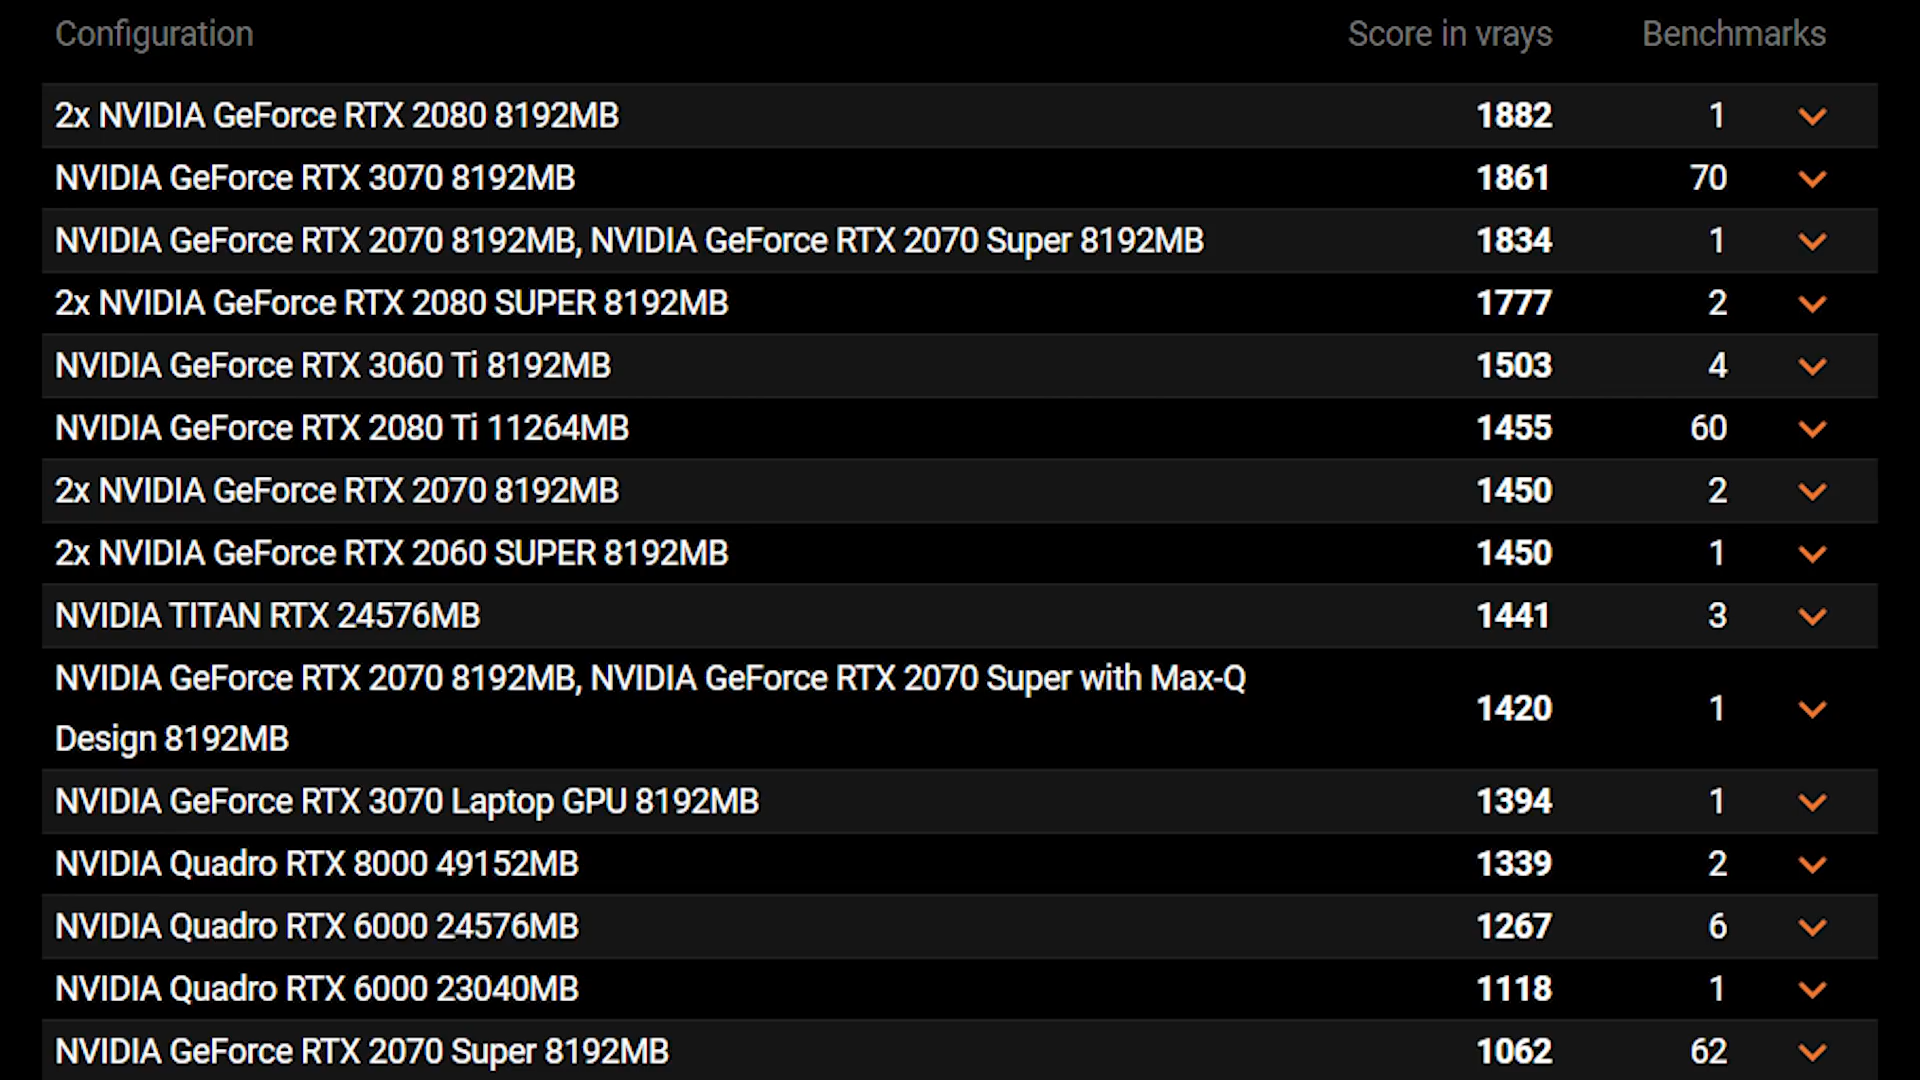 Configuration Score in vrays Benchmarks
2x NVIDIA GeForce RTX 2080 8192MB 1882 1
NVIDIA GeForce RTX 3070 8192MB 1861 70
NVIDIA GeForce RTX 2070 8192MB, NVIDIA GeForce RTX 2070 Super 8192MB 1834 1
2x NVIDIA GeForce RTX 2080 SUPER 8192MB 1777 2
NVIDIA GeForce RTX 3060 Ti 8192MB 1503 4
NVIDIA GeForce RTX 2080 Ti 11264MB 1455 60
2x NVIDIA GeForce RTX 2070 8192MB 1450 2
2x NVIDIA GeForce RTX 2060 SUPER 8192MB 1450 1
NVIDIA TITAN RTX 24576MB 1441 3
NVIDIA GeForce RTX 2070 8192MB, NVIDIA GeForce RTX 2070 Super with Max-Q
Design 8192MB 1420 1
NVIDIA GeForce RTX 3070 Laptop GPU 8192MB 1394 1
NVIDIA Quadro RTX 8000 49152MB 1339 2
NVIDIA Quadro RTX 6000 24576MB 1267 6
NVIDIA Quadro RTX 6000 23040MB 1118 1
NVIDIA GeForce RTX 2070 Super 8192MB 1062 62